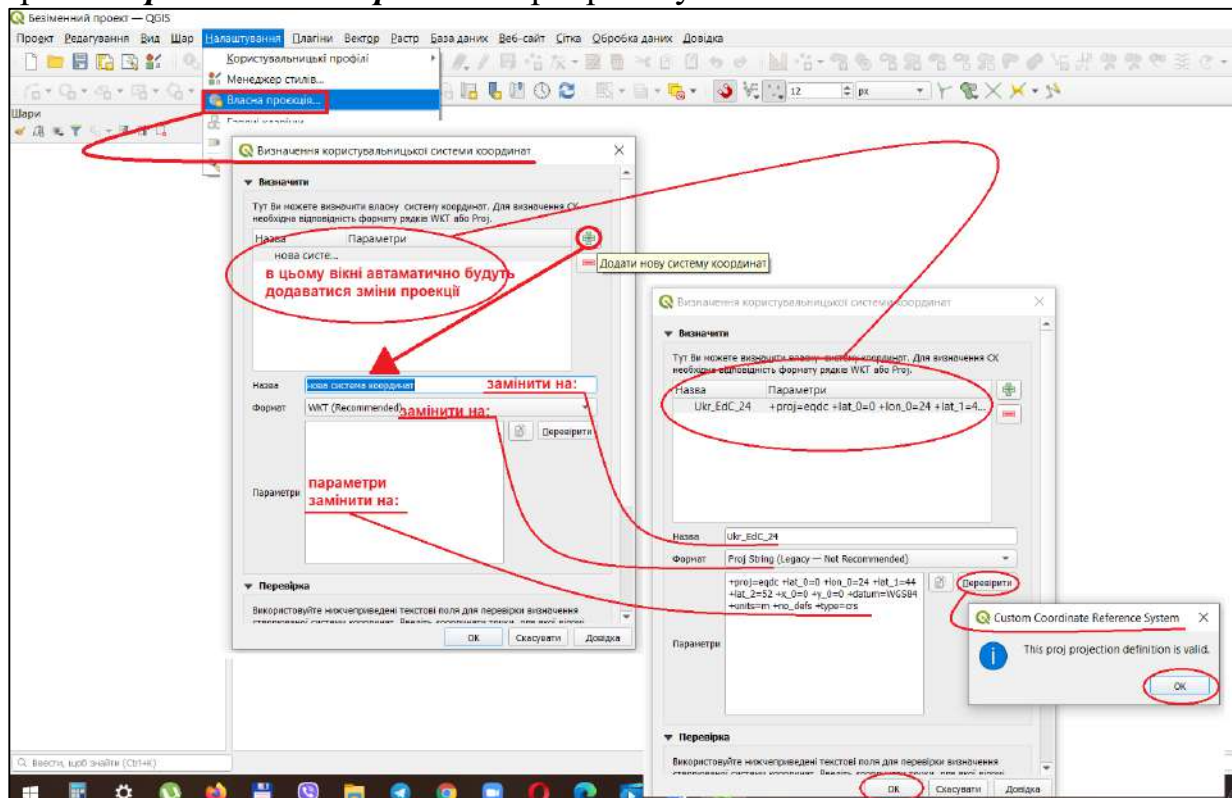 Безіменний проект — QGIS
Проект Редагування Вид Шар Налаштування Плагіни Вектор Растр База даних Веб-сайт Сітка Обробка даних Довідка
Користувальницькі профілі
Менеджер стилів...
Власна проекція...
12 px
Шари
Визначення користувальницької системи координат
Визначити
Тут Ви можете визначити власну систему координат. Для визначення СК
необхідна відповідність формату рядків WKT або Proj.
Назва Параметри
нова систе...
в цьому вікні автаматично будуть
додаватися зміни проекції
Додати нову систему координат
Назва нова система координат замінити на:
Формат WKT (Recommended) замінити на:
Перевірити
Параметри
параметри
замінити на:
Перевірка
Використовуйте нижчеприведені текстові поля для перевірки визначення
OK Скасувати Довідка
Визначення користувальницької системи координат
Визначити
Тут Ви можете визначити власну систему координат. Для визначення СК
необхідна відповідність формату рядків WKT або Proj.
Назва Параметри
Ukr_EdC_24 +proj=eqdc +lat_0=0 +lon_0=24 +lat_1=4...
Назва Ukr_EdC_24
Формат Proj String (Legacy — Not Recommended)
+proj=eqdc +lat_0=0 +lon_0=24 +lat_1=44
+lat_2=52 +x_0=0 +y_0=0 +datum=WGS84
+units=m +no_defs +type=crs
Перевірити
Параметри
Custom Coordinate Reference System
This proj projection definition is valid.
OK
Перевірка
Використовуйте нижчеприведені текстові поля для перевірки визначення
OK Скасувати Довідка
Ввести, щоб знайти (Ctrl+K)